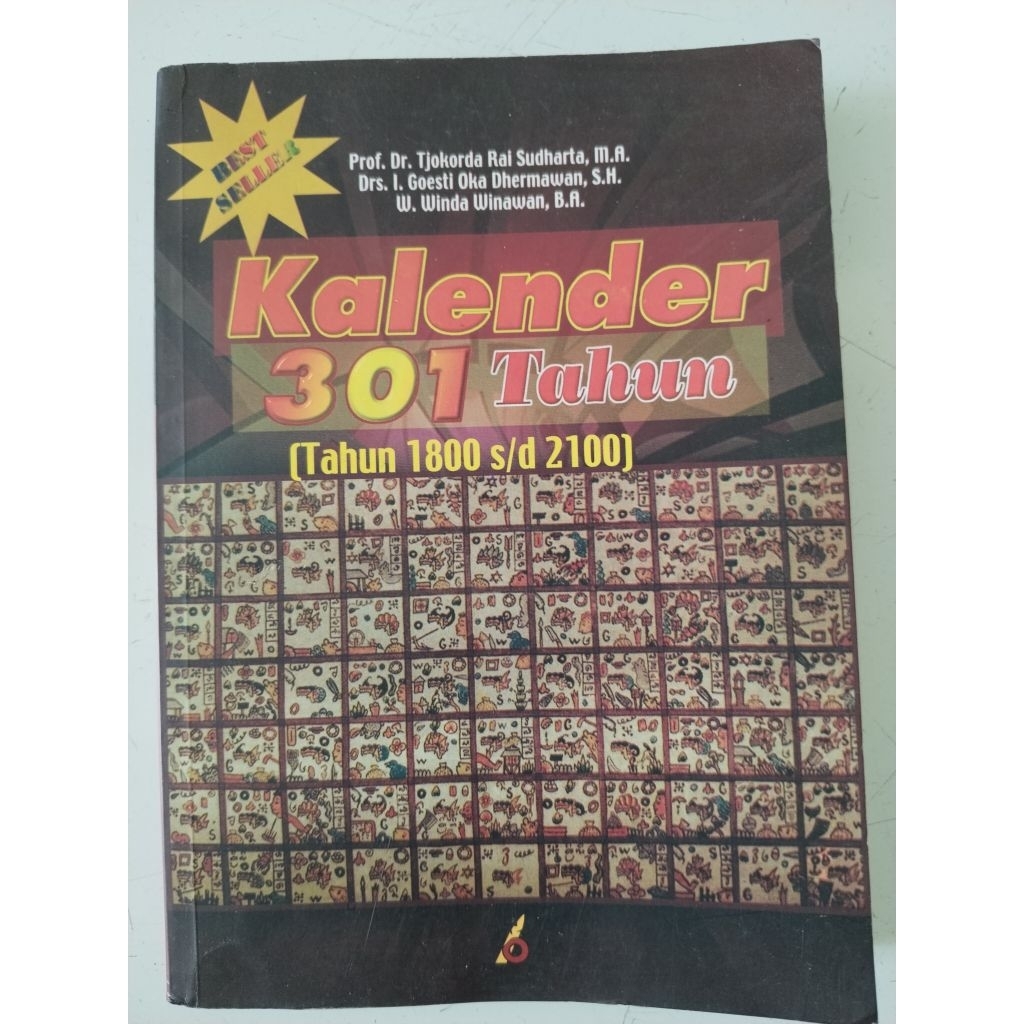 BEST
SELLER
Prof. Dr. Tjokorda Rai Sudharta, M.A.
Drs. I. Goesti Oka Dhermawan, S.H.
W. Winda Winawan, B.A.
Kalender
301 Tahun
(Tahun 1800 s/d 2100)